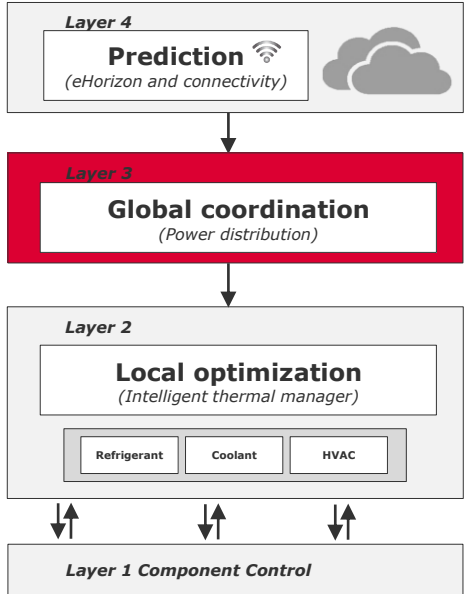 Layer 4
Prediction
(eHorizon and connectivity)
Layer 3
Global coordination
(Power distribution)
Layer 2
Local optimization
(Intelligent thermal manager)
Refrigerant Coolant HVAC
Layer 1 Component Control